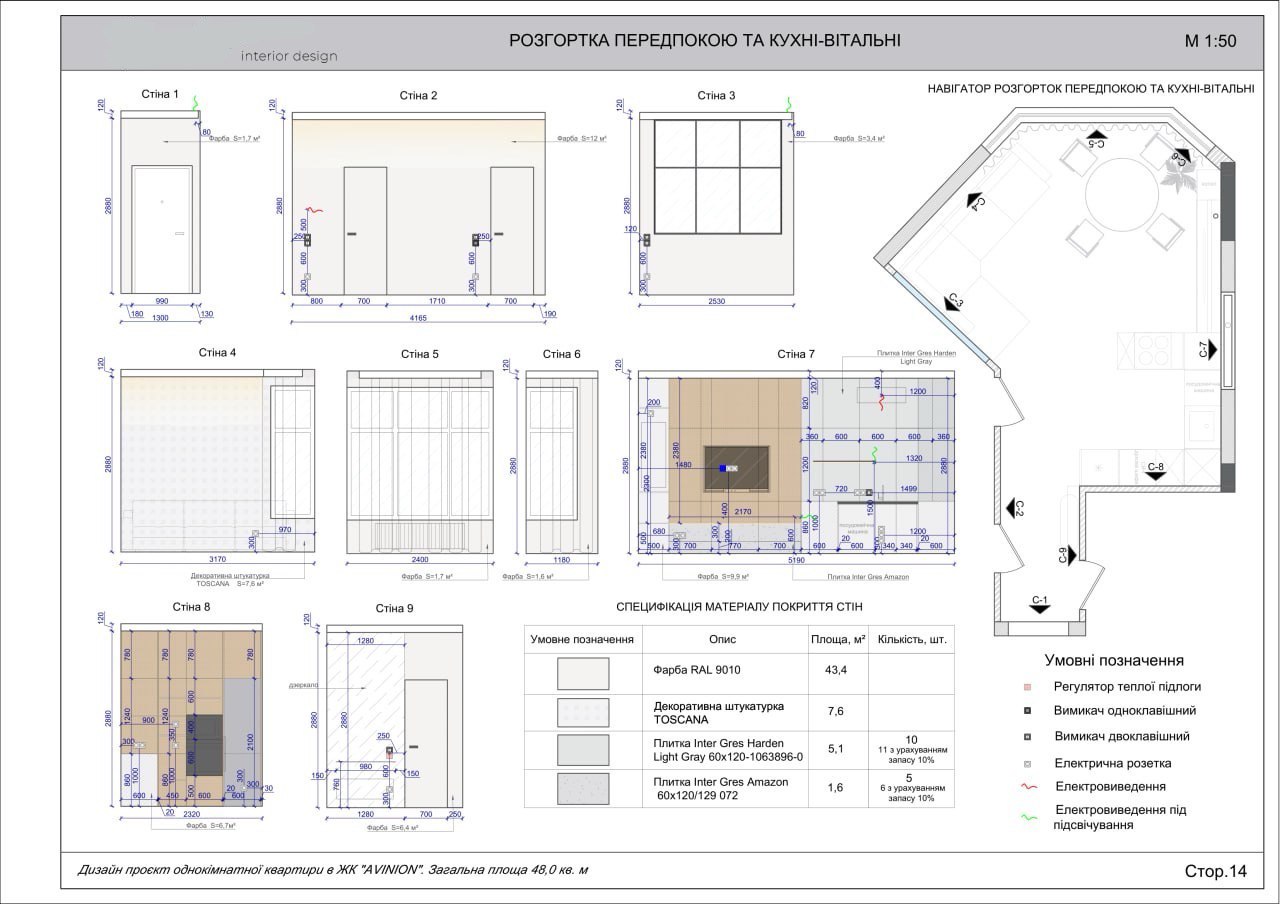 interior design
РОЗГОРТКА ПЕРЕДПОКОЮ ТА КУХНІ-ВІТАЛЬНІ
М 1:50
НАВІГАТОР РОЗГОРТОК ПЕРЕДПОКОЮ ТА КУХНІ-ВІТАЛЬНІ
Стіна 1
120
80
Фарба S=1,7 м²
2880
990
180
130
1300
Стіна 2
120
Фарба S=12 м²
2880
500
250
600
300
250
600
300
800
700
1710
700
190
4165
Стіна 3
120
80
Фарба S=3,4 м²
2880
120
600
300
2530
Стіна 4
120
2880
970
300
3170
Декоративна штукатурка
TOSCANA S=7,6 м²
Стіна 5
2400
Фарба S=1,7 м²
Стіна 6
120
2880
1180
Фарба S=1,6 м²
Стіна 7
Плитка Inter Gres Harden
Light Gray
120
120
400
1200
820
200
360
600
600
600
360
2380
2380
2880
1480
1200
1320
2880
2300
720
1499
1400
1500
2170
860
1000
посудомийна
машина
1200
680
300
300
200
600
20
20
500
500
700
770
700
600
600
340
340
600
5190
Фарба S=9,9 м²
Плитка Inter Gres Amazon
Стіна 8
120
780
780
780
600
2880
1240
1240
900
350
400
300
600
2100
860
1000
1000
500
300
300
20
30
600
450
600
600
20
2320
Фарба S=6,7м²
Стіна 9
120
1280
дзеркало
2880
2880
250
980
150
150
600
760
300
1280
700
250
Фарба S=6,4 м²
С-1
С-2
С-3
С-4
С-5
С-6
С-7
С-8
С-9
СПЕЦИФІКАЦІЯ МАТЕРІАЛУ ПОКРИТТЯ СТІН
Умовне позначення Опис Площа, м² Кількість, шт.
Фарба RAL 9010 43,4
Декоративна штукатурка
TOSCANA
7,6
Плитка Inter Gres Harden
Light Gray 60x120-1063896-0
5,1
10
11 з урахуванням
запасу 10%
Плитка Inter Gres Amazon
60x120/129 072
1,6
5
6 з урахуванням
запасу 10%
Умовні позначення
Регулятор теплої підлоги
Вимикач одноклавішний
Вимикач двоклавішний
Електрична розетка
Електровиведення
Електровиведення під
підсвічування
Дизайн проєкт однокімнатної квартири в ЖК "AVINION". Загальна площа 48,0 кв. м
Стор.14